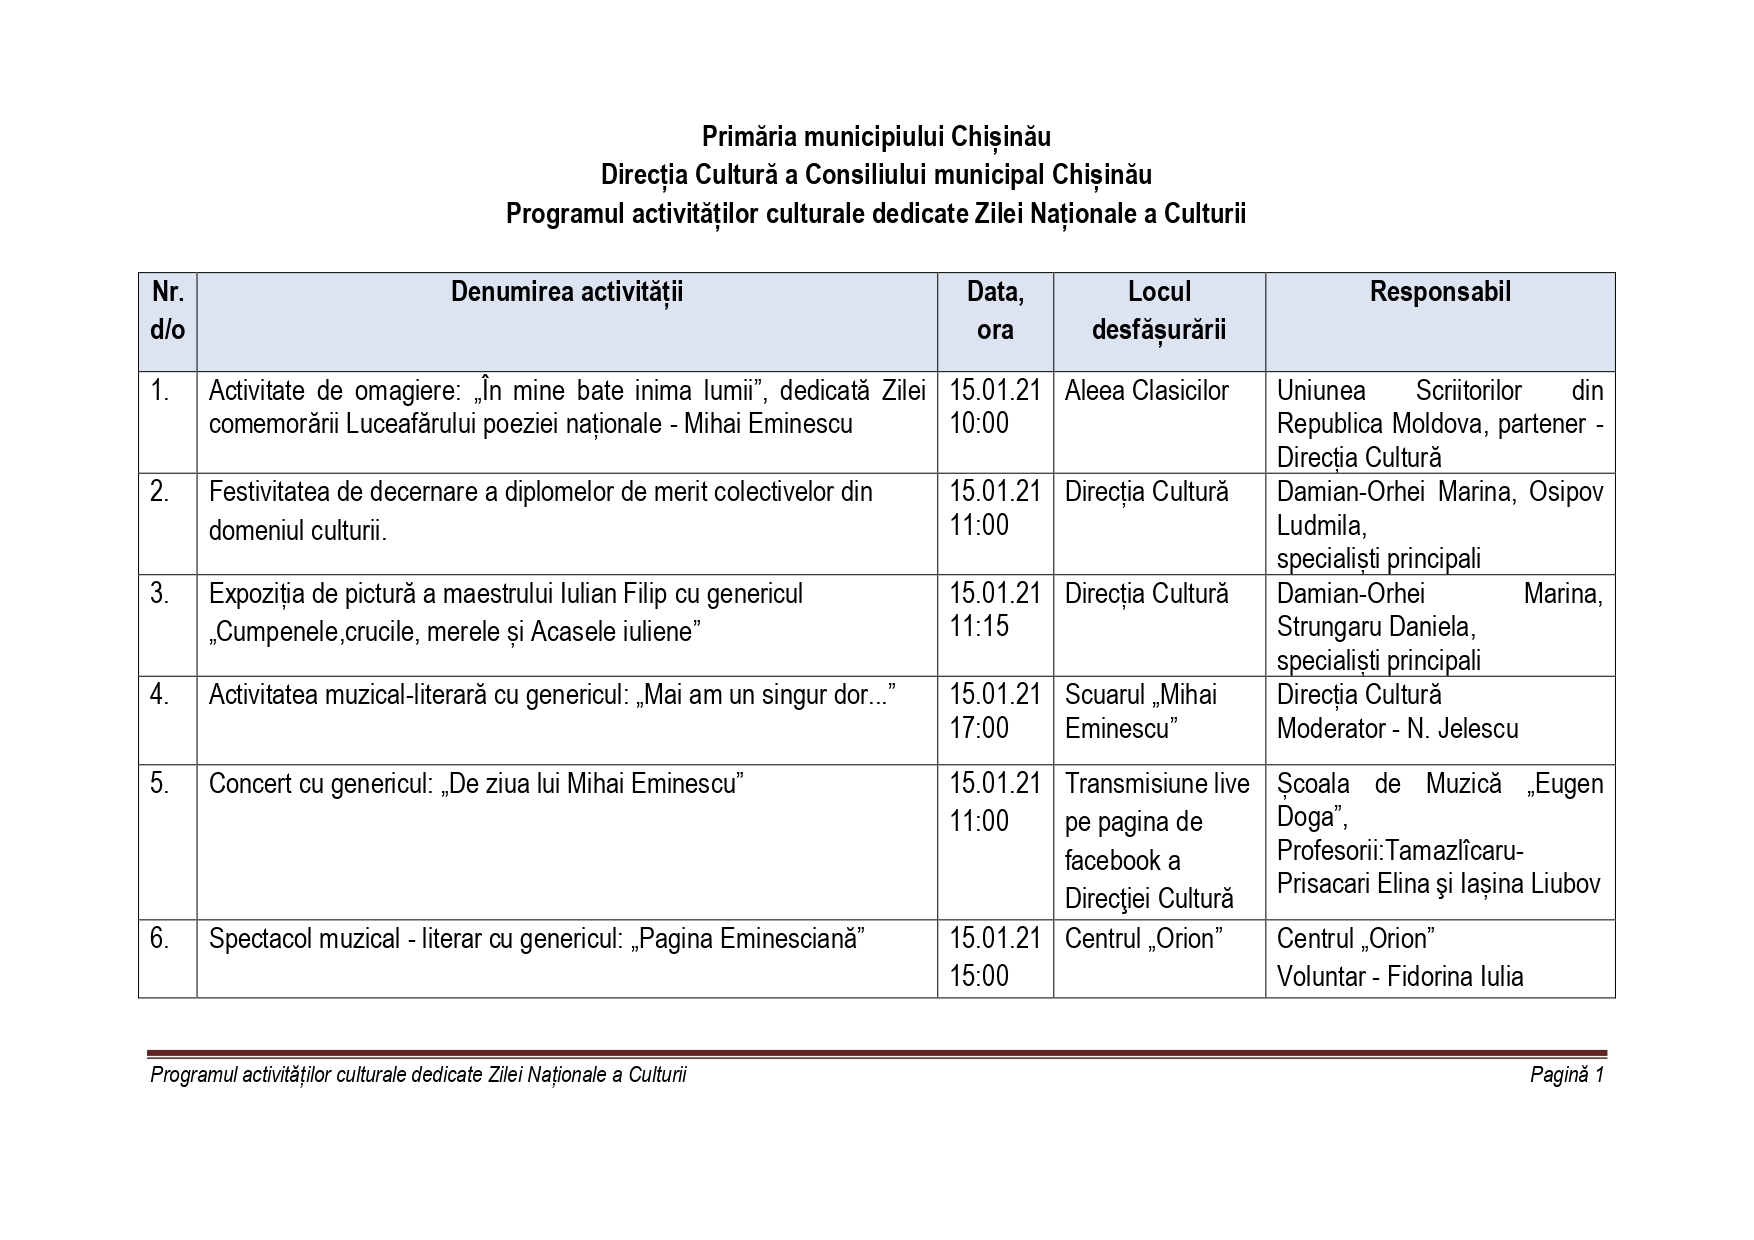 Primăria municipiului Chișinău
Direcția Cultură a Consiliului municipal Chișinău
Programul activităților culturale dedicate Zilei Naționale a Culturii
Nr.
d/o
Denumirea activității
Data,
ora
Locul
desfășurării
Responsabil
1.
Activitate de omagiere: „În mine bate inima lumii”, dedicată Zilei
comemorării Luceafărului poeziei naționale - Mihai Eminescu
15.01.21
10:00
Aleea Clasicilor
Uniunea Scriitorilor din
Republica Moldova, partener -
Direcția Cultură
2.
Festivitatea de decernare a diplomelor de merit colectivelor din
domeniul culturii.
15.01.21
11:00
Direcția Cultură
Damian-Orhei Marina, Osipov
Ludmila,
specialiști principali
3.
Expoziția de pictură a maestrului Iulian Filip cu genericul
„Cumpenele,crucile, merele și Acasele iuliene”
15.01.21
11:15
Direcția Cultură
Damian-Orhei Marina,
Strungaru Daniela,
specialiști principali
4.
Activitatea muzical-literară cu genericul: „Mai am un singur dor...”
15.01.21
17:00
Scuarul „Mihai
Eminescu”
Direcția Cultură
Moderator - N. Jelescu
5.
Concert cu genericul: „De ziua lui Mihai Eminescu”
15.01.21
11:00
Transmisiune live
pe pagina de
facebook a
Direcţiei Cultură
Școala de Muzică „Eugen
Doga”,
Profesorii:Tamazlîcaru-
Prisacari Elina şi Iașina Liubov
6.
Spectacol muzical - literar cu genericul: „Pagina Eminesciană”
15.01.21
15:00
Centrul „Orion”
Centrul „Orion”
Voluntar - Fidorina Iulia
Programul activităților culturale dedicate Zilei Naționale a Culturii
Pagină 1